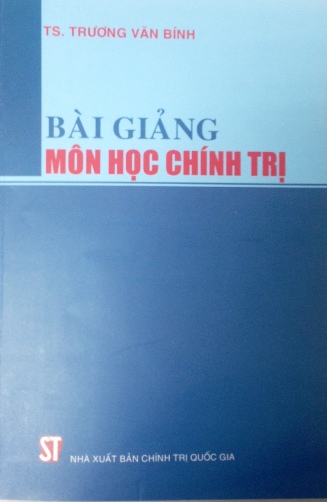 TS. TRƯƠNG VĂN BÍNH
BÀI GIẢNG
MÔN HỌC CHÍNH TRỊ
ST
NHÀ XUẤT BẢN CHÍNH TRỊ QUỐC GIA